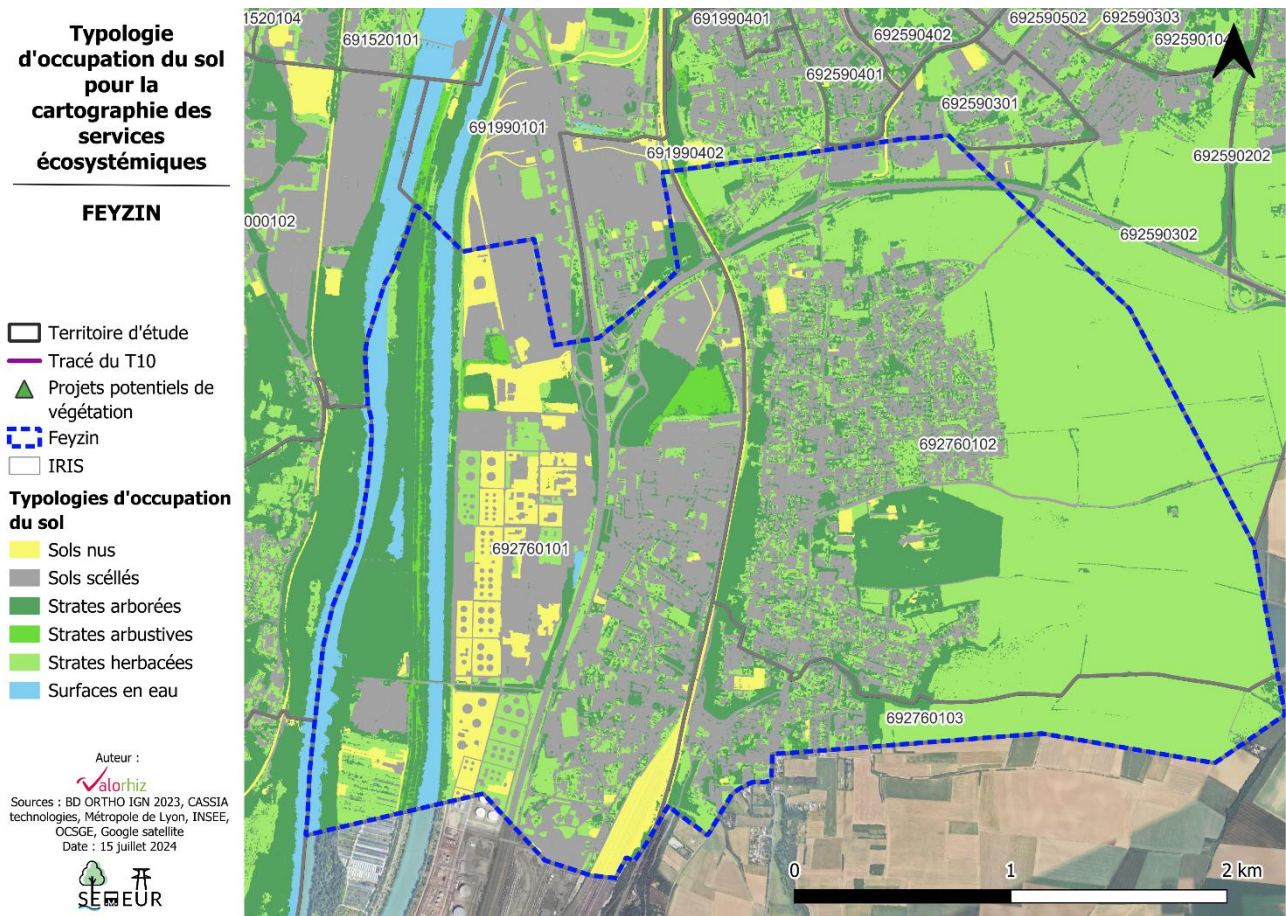 Typologie
d'occupation du sol
pour la
cartographie des
services
écosystémiques
FEYZIN
Territoire d'étude
Tracé du T10
Projets potentiels de
végétation
Feyzin
IRIS
Typologies d'occupation
du sol
Sols nus
Sols scéllés
Strates arborées
Strates arbustives
Strates herbacées
Surfaces en eau
Auteur :
Valorhiz
Sources : BD ORTHO IGN 2023, CASSIA
technologies, Métropole de Lyon, INSEE,
OCSGE, Google satellite
Date : 15 juillet 2024
SEMEUR
1520104
691520101
691990401
692590402
692590502
692590303
69259010
692590401
691990101
692590301
691990402
692590202
000102
692590302
692760102
692760101
692760103
0
1
2 km